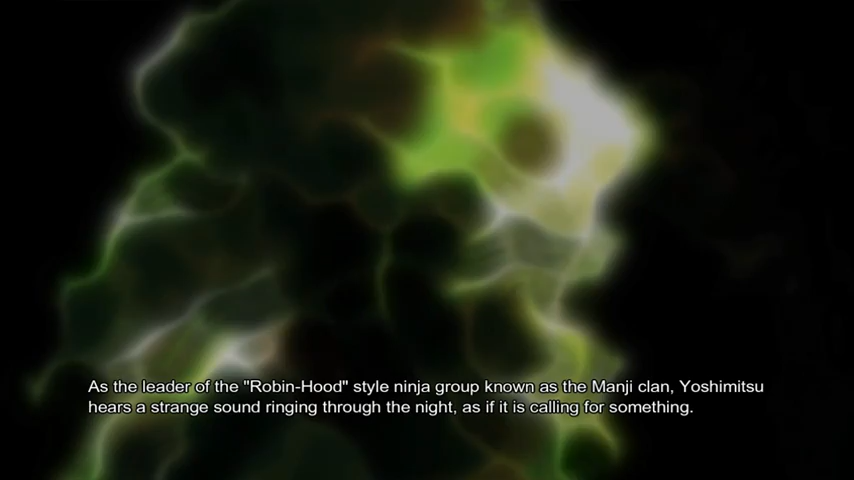 As the leader of the "Robin-Hood" style ninja group known as the Manji clan, Yoshimitsu
hears a strange sound ringing through the night, as if it is calling for something.